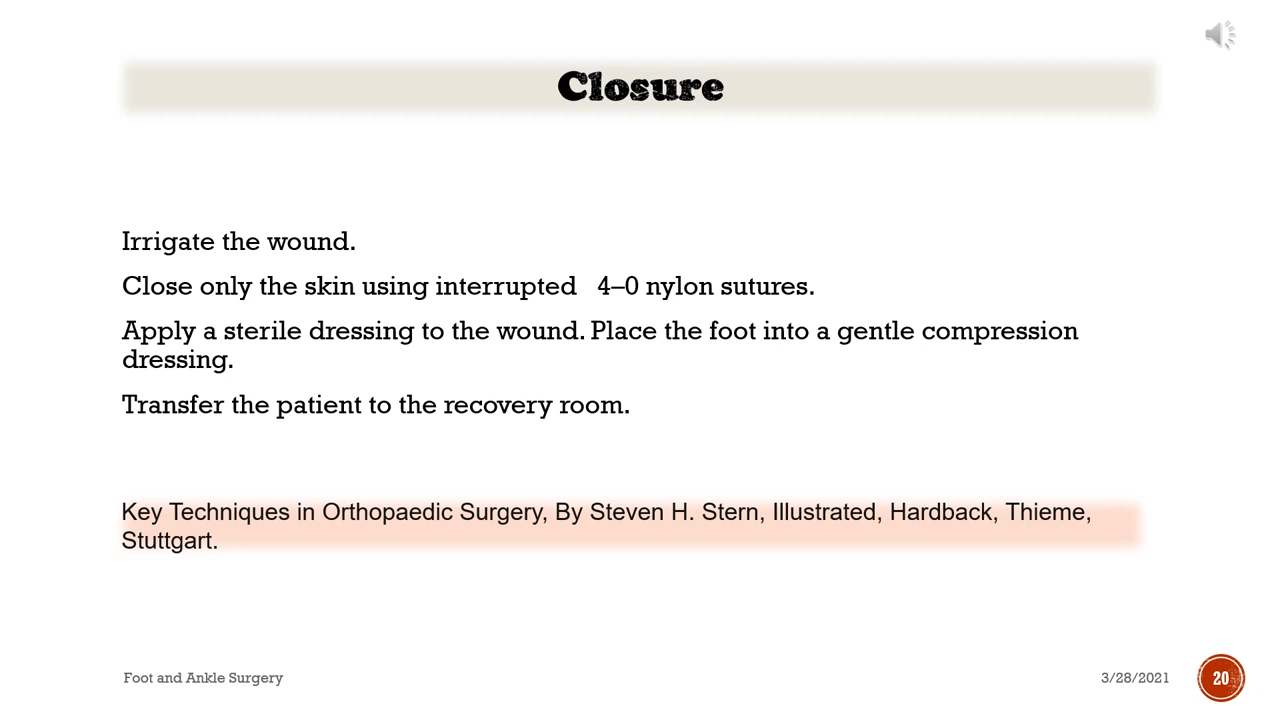 Closure
Irrigate the wound.
Close only the skin using interrupted   4–0 nylon sutures.
Apply a sterile dressing to the wound. Place the foot into a gentle compression
dressing.
Transfer the patient to the recovery room.
Key Techniques in Orthopaedic Surgery, By Steven H. Stern, Illustrated, Hardback, Thieme,
Stuttgart.
Foot and Ankle Surgery
3/28/2021
20